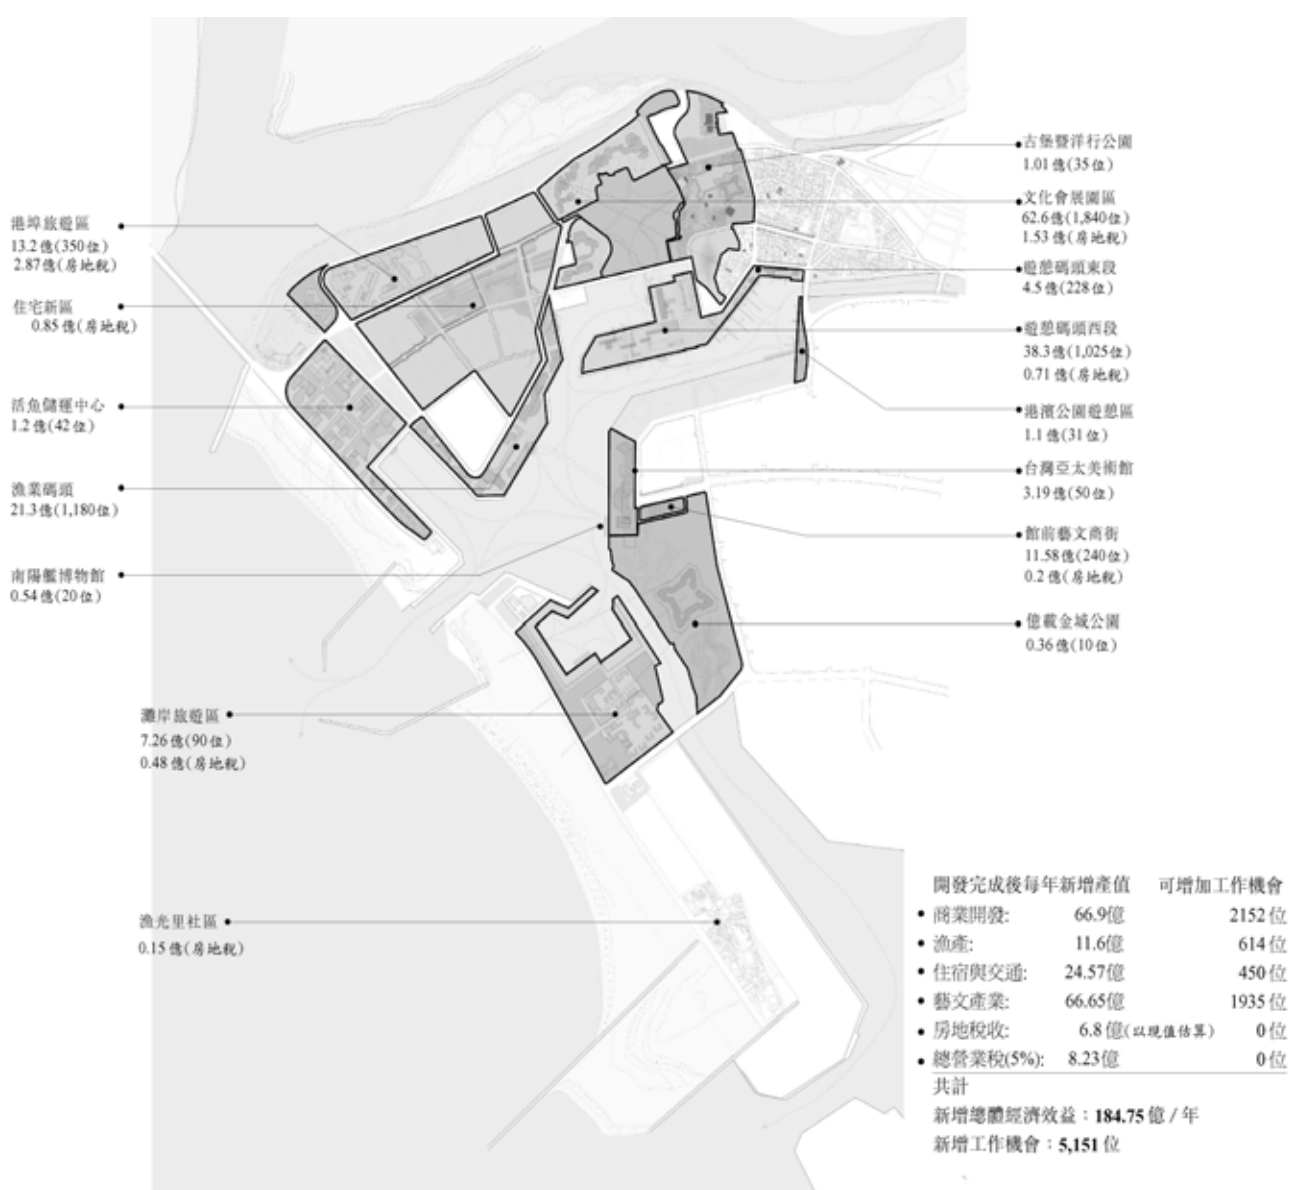 港埠旅遊區
13.2億(350位)
2.87億(房地稅)
住宅新區
0.85億(房地稅)
活魚儲運中心
1.2億(42位)
漁業碼頭
21.3億(1,180位)
南陽艦博物館
0.54億(20位)
灘岸旅遊區
7.26億(90位)
0.48億(房地稅)
漁光里社區
0.15億(房地稅)
古堡暨洋行公園
1.01億(35位)
文化會展園區
62.6億(1,840位)
1.53億(房地稅)
遊憩碼頭東段
4.5億(228位)
遊憩碼頭西段
38.3億(1,025位)
0.71億(房地稅)
港濱公園遊憩區
1.1億(31位)
台灣亞太美術館
3.19億(50位)
館前藝文商街
11.58億(240位)
0.2億(房地稅)
億載金城公園
0.36億(10位)
開發完成後每年新增產值 可增加工作機會
• 商業開發: 66.9億 2152位
• 漁產: 11.6億 614位
• 住宿與交通: 24.57億 450位
• 藝文產業: 66.65億 1935位
• 房地稅收: 6.8億(以現值估算) 0位
• 總營業稅(5%): 8.23億 0位
共計
新增總體經濟效益：184.75億 / 年
新增工作機會：5,151位